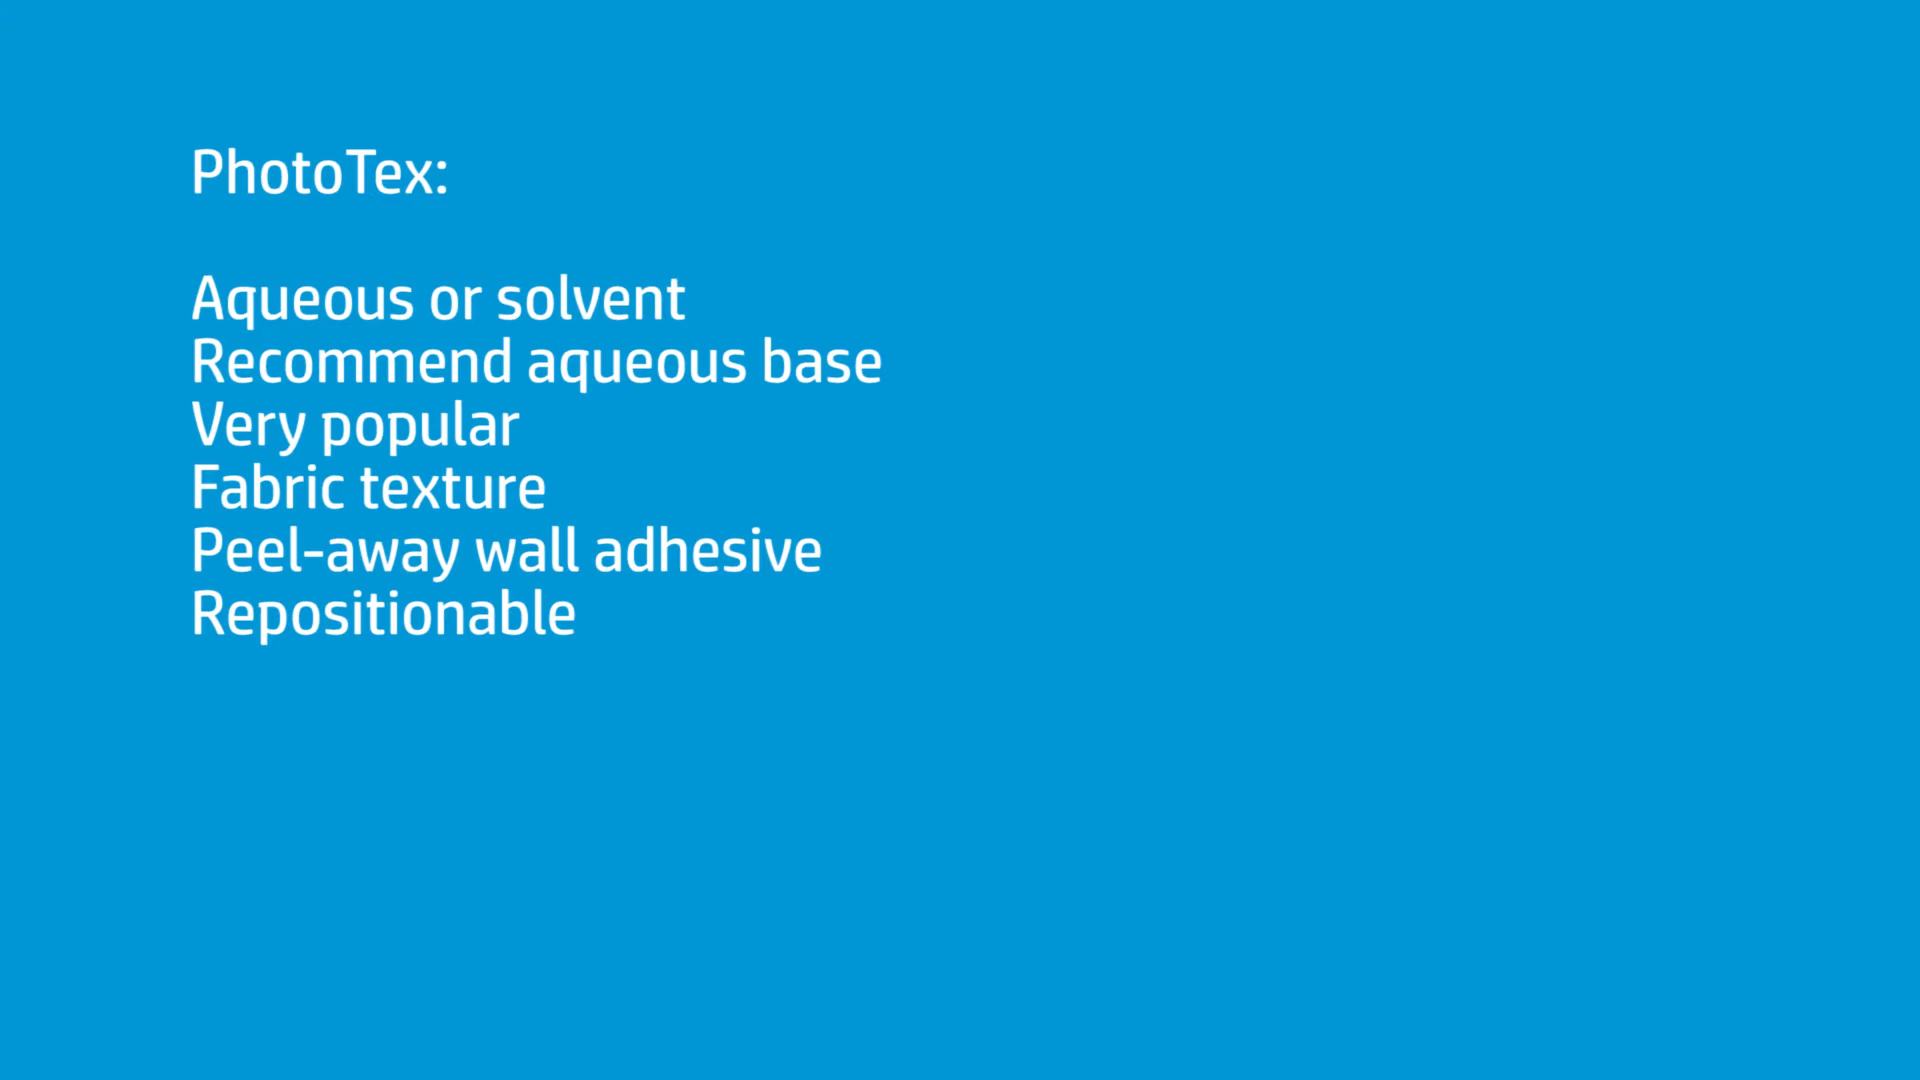 PhotoTex:
Aqueous or solvent
Recommend aqueous base
Very popular
Fabric texture
Peel-away wall adhesive
Repositionable